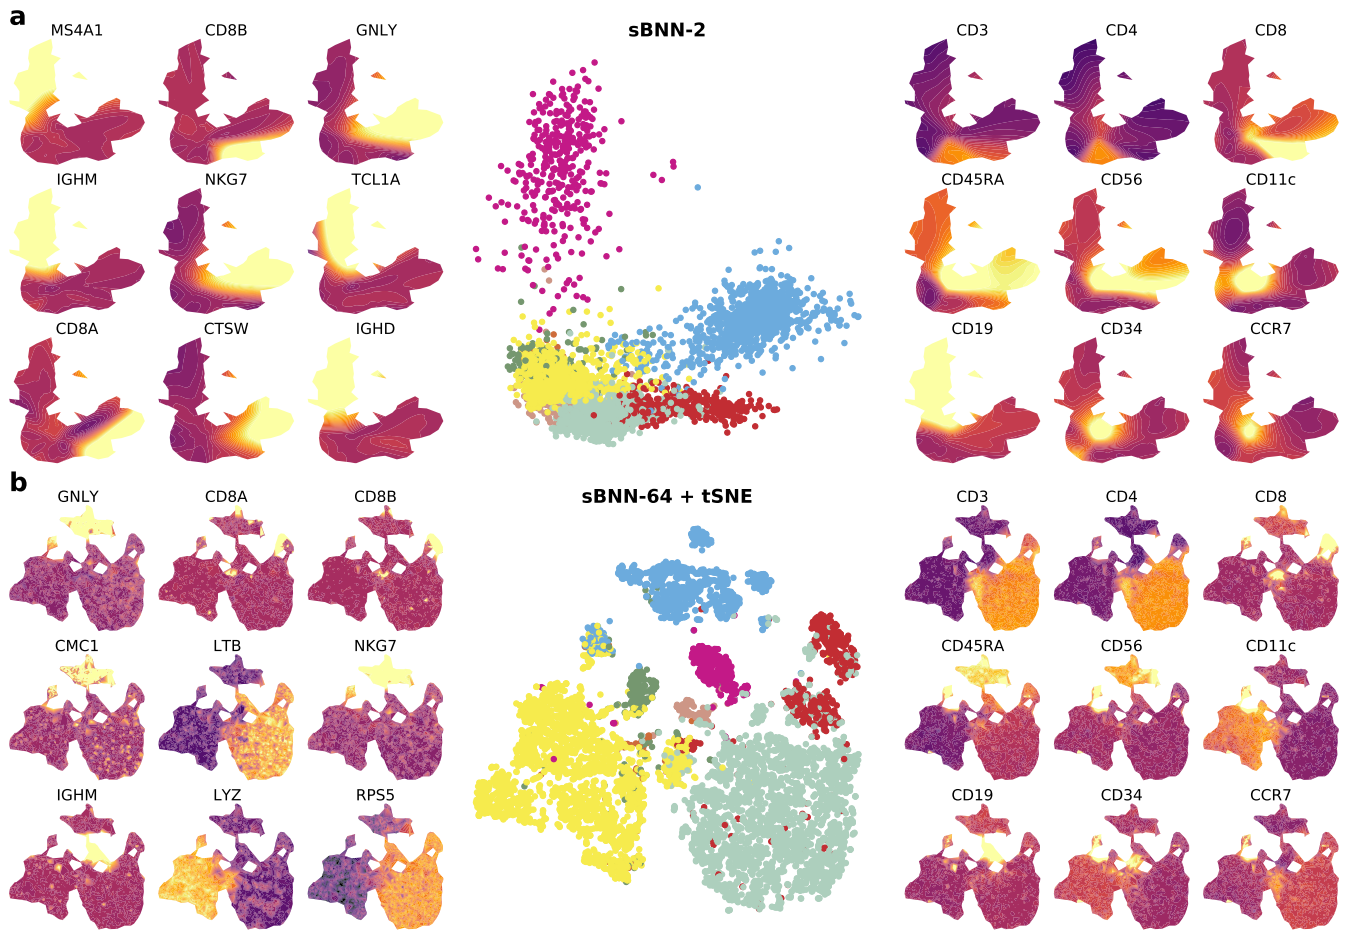 a
sBNN-2
MS4A1 CD8B GNLY
CD3 CD4 CD8
IGHM NKG7 TCL1A
CD45RA CD56 CD11c
CD8A CTSW IGHD
CD19 CD34 CCR7
b
sBNN-64 + tSNE
GNLY CD8A CD8B
CD3 CD4 CD8
CMC1 LTB NKG7
CD45RA CD56 CD11c
IGHM LYZ RPS5
CD19 CD34 CCR7